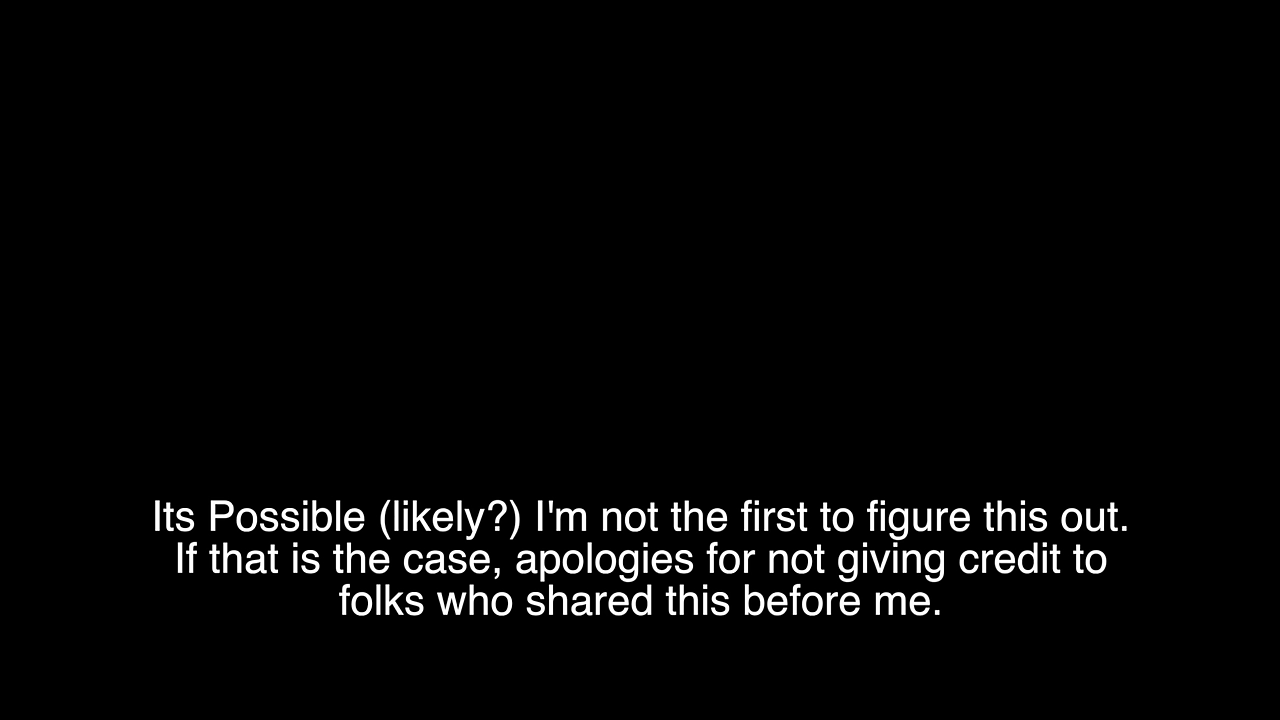 Its Possible (likely?) I'm not the first to figure this out.
If that is the case, apologies for not giving credit to
folks who shared this before me.